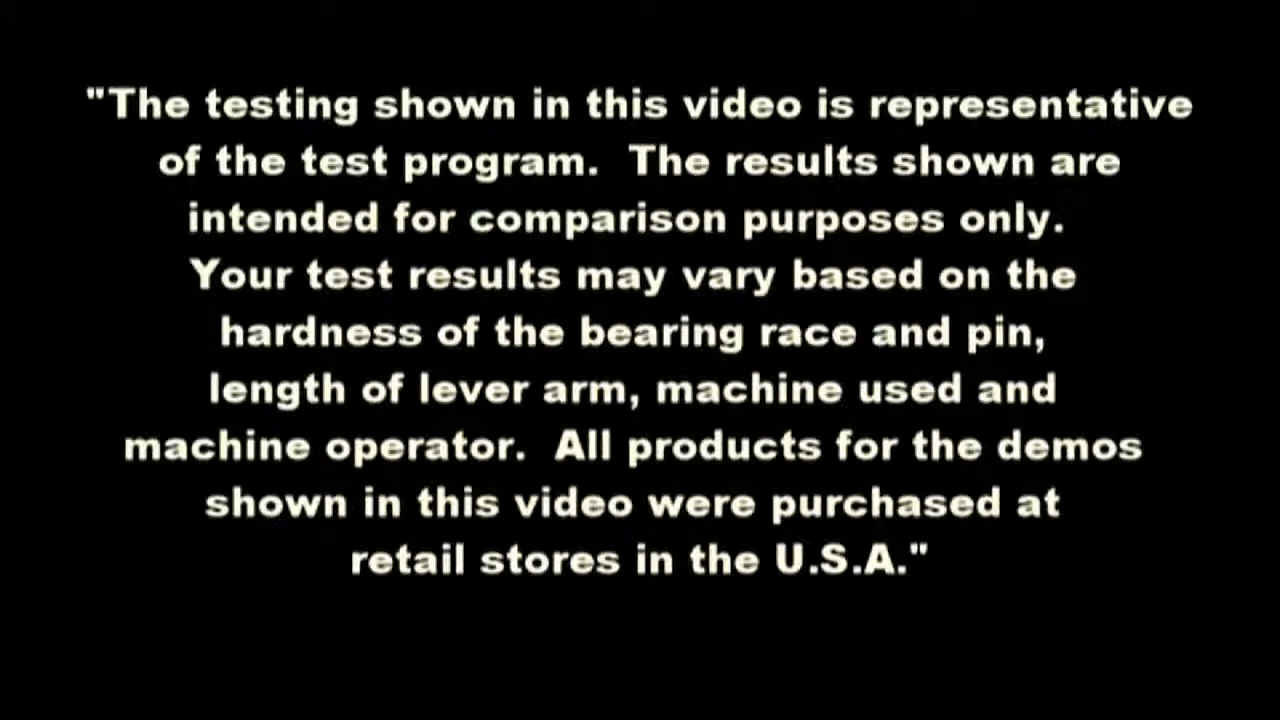 "The testing shown in this video is representative
of the test program.  The results shown are
intended for comparison purposes only.
Your test results may vary based on the
hardness of the bearing race and pin,
length of lever arm, machine used and
machine operator.  All products for the demos
shown in this video were purchased at
retail stores in the U.S.A."